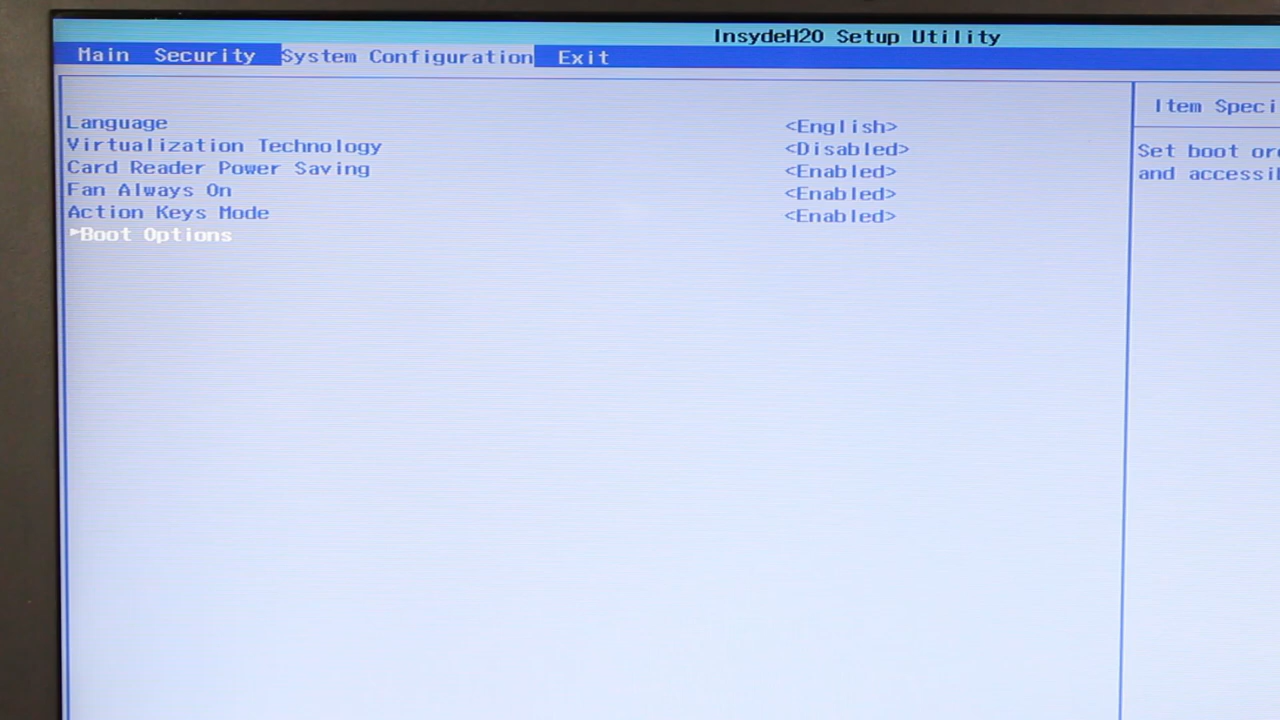 InsydeH20 Setup Utility
Main Security System Configuration Exit
Language <English>
Virtualization Technology <Disabled>
Card Reader Power Saving <Enabled>
Fan Always On <Enabled>
Action Keys Mode <Enabled>
►Boot Options
Item
Set boot
and